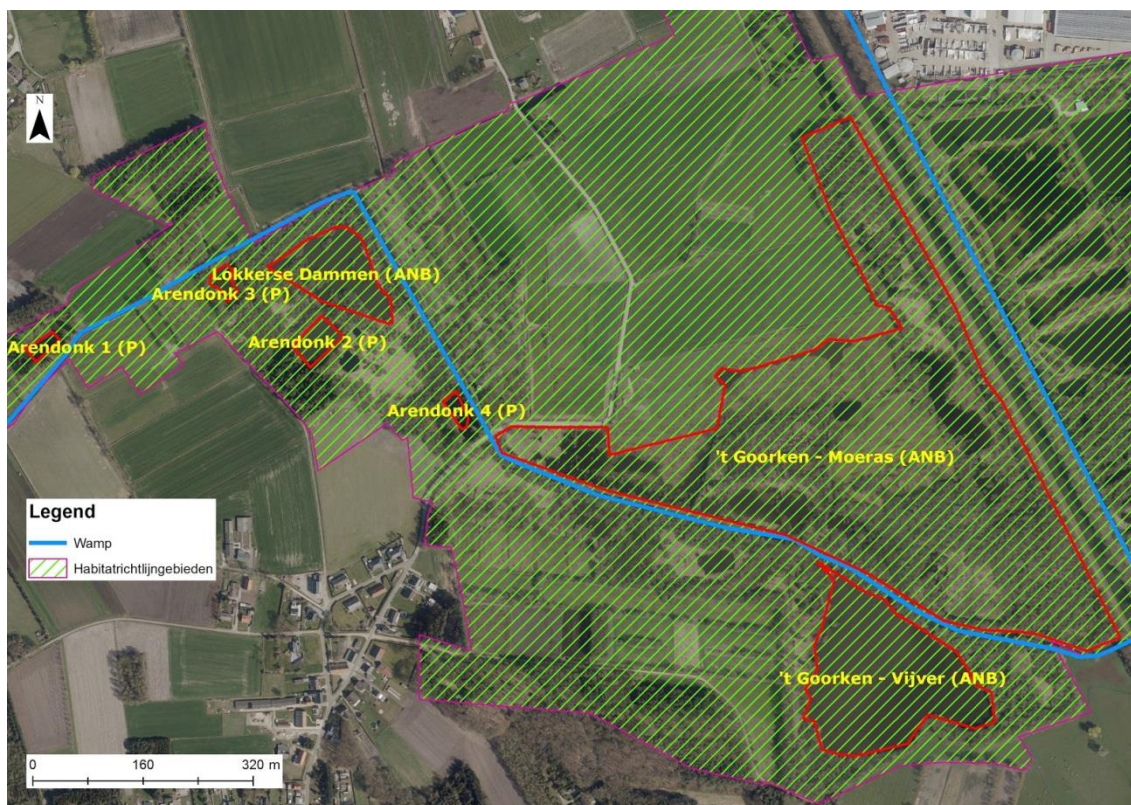 N
Lokkerse Dammen (ANB)
Arendonk 3 (P)
Arendonk 1 (P)
Arendonk 2 (P)
Arendonk 4 (P)
't Goorken - Moeras (ANB)
Legend
Wamp
Habitatrichtlijngebieden
't Goorken - Vijver (ANB)
0 160 320 m